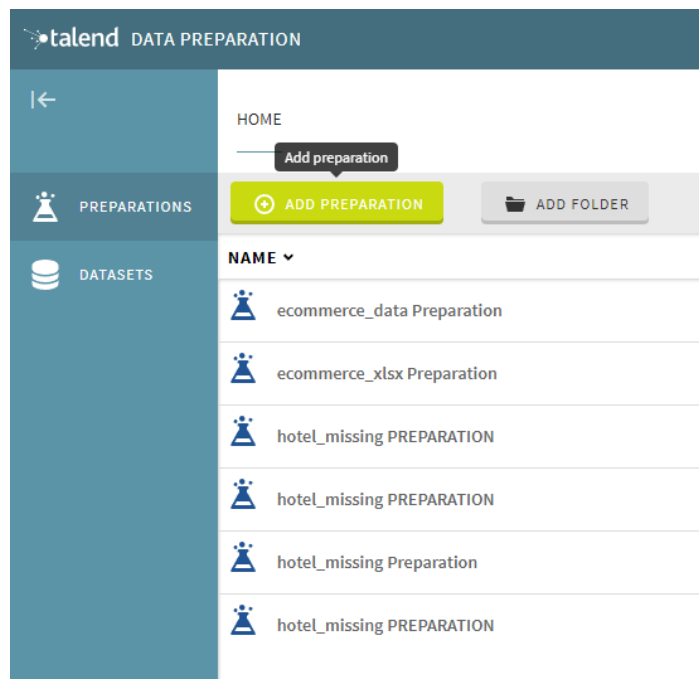 talend DATA PREPARATION
HOME
Add preparation
ADD PREPARATION
ADD FOLDER
PREPARATIONS
DATASETS
NAME
ecommerce_data Preparation
ecommerce_xlsx Preparation
hotel_missing PREPARATION
hotel_missing PREPARATION
hotel_missing Preparation
hotel_missing PREPARATION